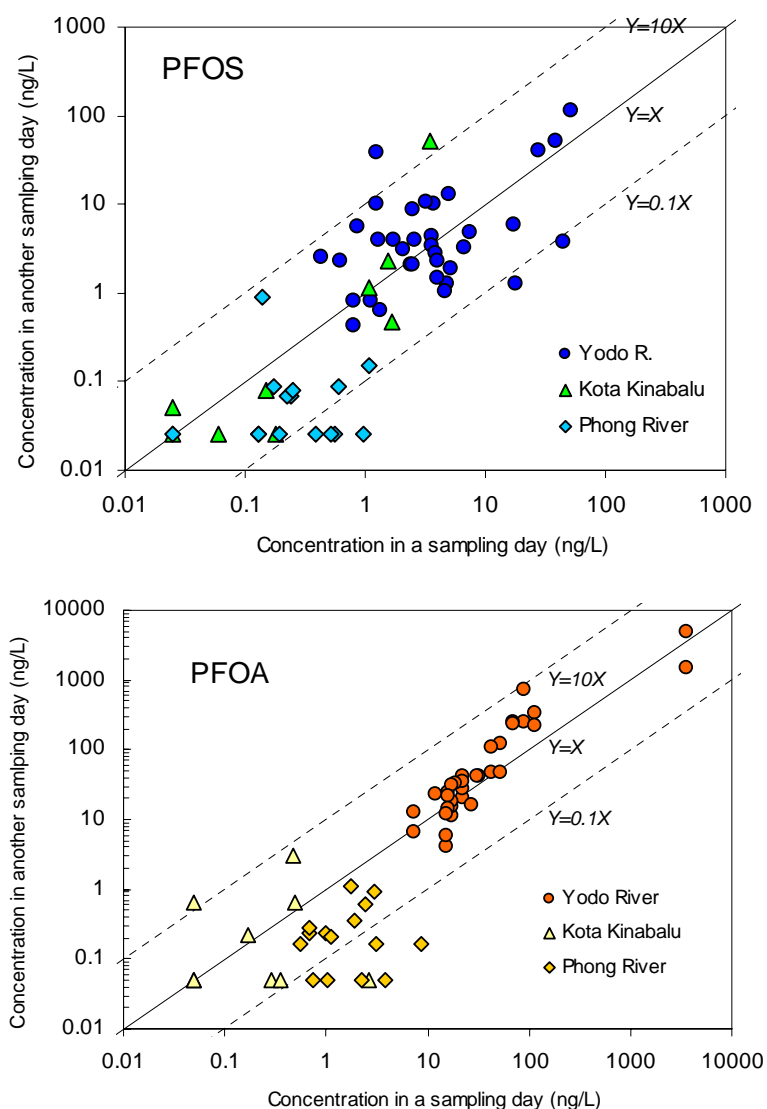 PFOS
Concentration in another samlping day (ng/L)
1000
100
10
1
0.1
0.01
Y=10X
Y=X
Y=0.1X
Yodo R.
Kota Kinabalu
Phong River
0.01 0.1 1 10 100 1000
Concentration in a sampling day (ng/L)
PFOA
Concentration in another samlping day (ng/L)
10000
1000
100
10
1
0.1
0.01
Y=10X
Y=X
Y=0.1X
Yodo River
Kota Kinabalu
Phong River
0.01 0.1 1 10 100 1000 10000
Concentration in a sampling day (ng/L)